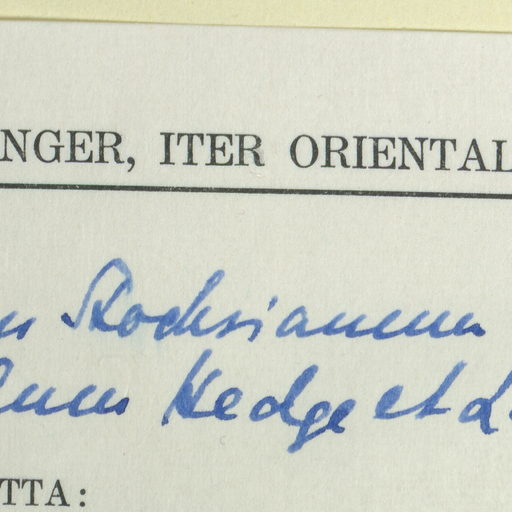 NGER, ITER ORIENTAL
Stocksianum
Hedge et L
TTA: